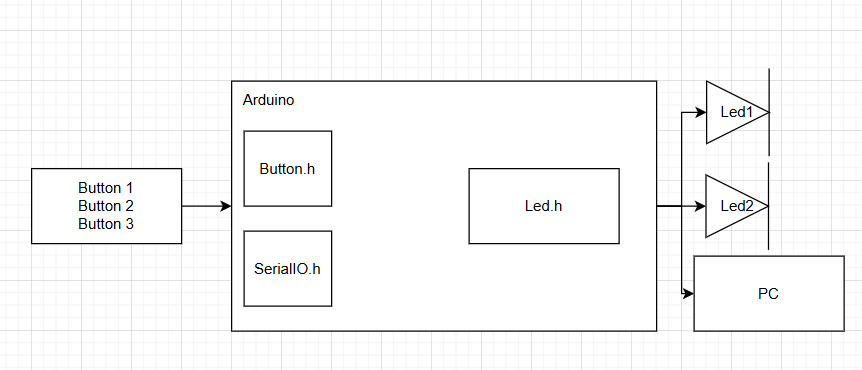 Arduino
Button.h
SerialIO.h
Button 1
Button 2
Button 3
Led.h
Led1
Led2
PC